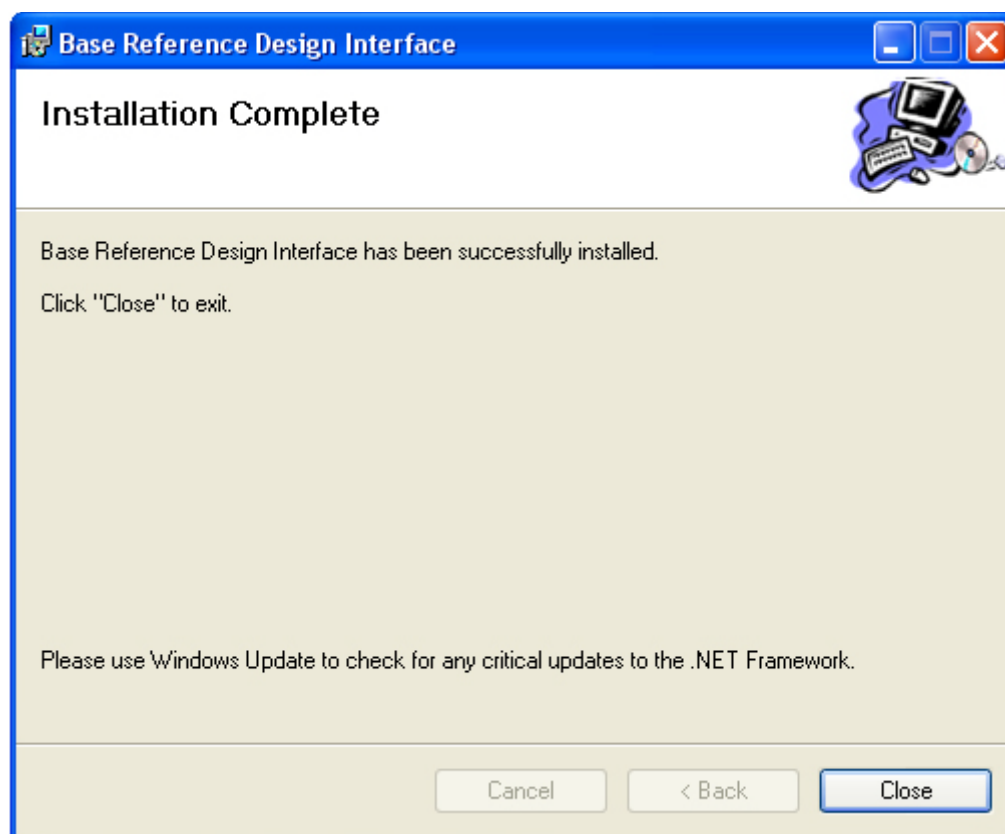 Base Reference Design Interface
Installation Complete
Base Reference Design Interface has been successfully installed.
Click "Close" to exit.
Please use Windows Update to check for any critical updates to the .NET Framework.
Cancel
< Back
Close